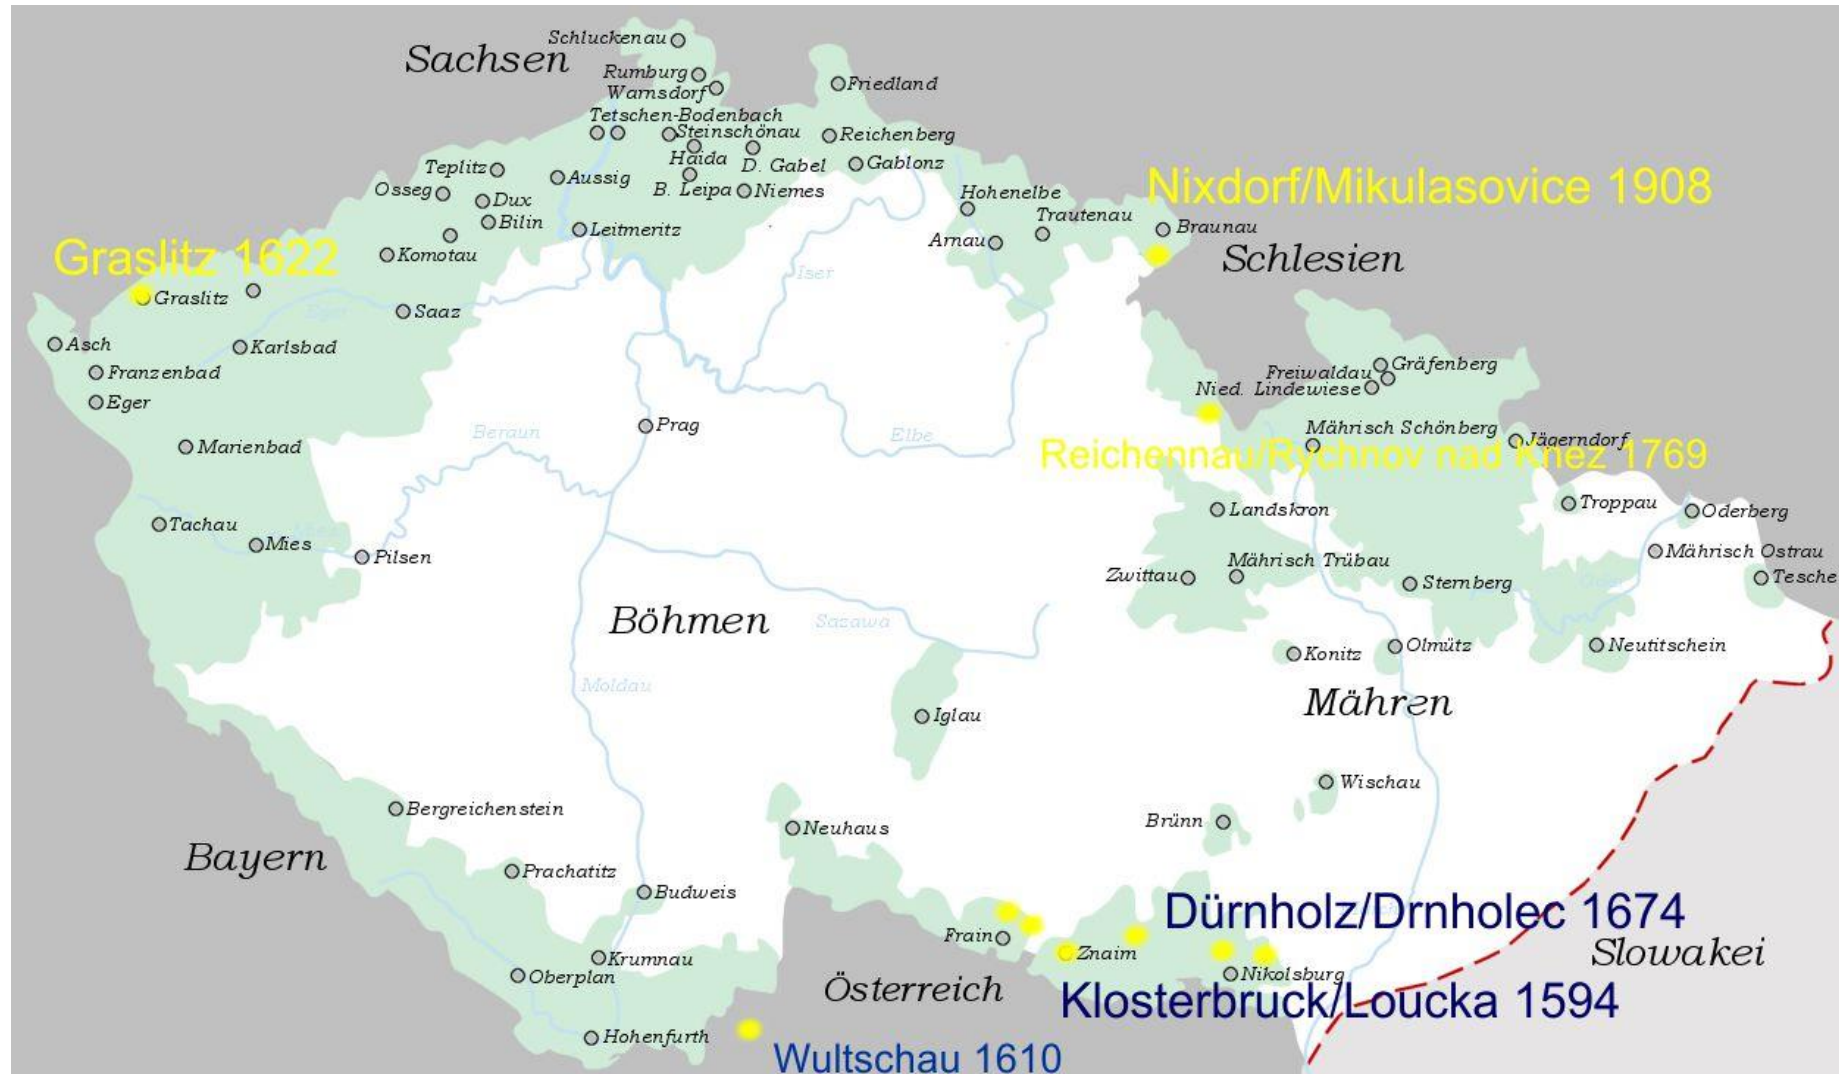 Schluckenau
Sachsen
Rumburg
Warnsdorf
Friedland
Tetschen-Bodenbach
Steinschönau
Reichenberg
Haida
D. Gabel
Gablonz
Teplitz
Aussig
B. Leipa
Niemes
Osseg
Dux
Bilin
Leitmeritz
Komotau
Hohenelbe
Trautenau
Arnau
Nixdorf/Mikulasovice 1908
Braunau
Schlesien
Graslitz 1622
Graslitz
Iser
Eger
Saaz
Asch
Karlsbad
Franzenbad
Eger
Gräfenberg
Freiwaldau
Nied. Lindewiese
Prag
Beraun
Elbe
Marienbad
Mährisch Schönberg
Jägerndorf
Reichennau/Rychnov nad Knez 1769
Tachau
Mies
Pilsen
Landskron
Troppau
Oderberg
Mährisch Ostrau
Mährisch Trübau
Zwittau
Sternberg
Oder
Tesche
Böhmen
Sazawa
Konitz
Olmütz
Neutitschein
Moldau
Mähren
Iglau
Wischau
Bergreichenstein
Neuhaus
Brünn
Bayern
Prachatitz
Budweis
Dürnholz/Drnholec 1674
Frain
Znaim
Slowakei
Krumnau
Oberplan
Nikolsburg
Österreich
Klosterbruck/Loucka 1594
Hohenfurth
Wultschau 1610